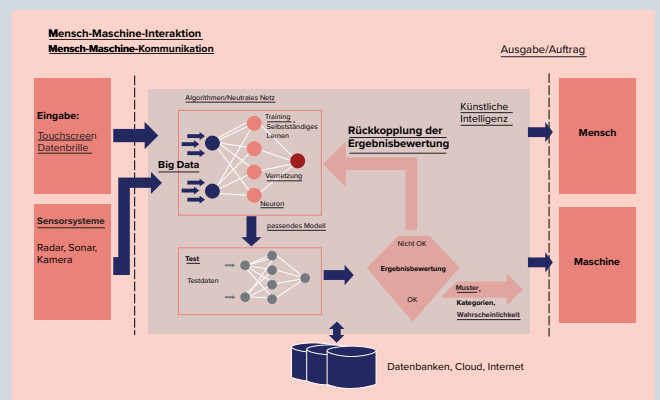 Mensch-Maschine-Interaktion
Mensch-Maschine-Kommunikation
Ausgabe/Auftrag
Eingabe:
Touchscreen
Datenbrille
Sensorsysteme
Radar, Sonar,
Kamera
Algorithmen/Neutrales Netz
Training,
Selbstständiges
Lernen
Big Data
Vernetzung
Neuron
passendes Modell
Test
Testdaten
Rückkopplung der
Ergebnisbewertung
Künstliche
Intelligenz
Nicht OK
Ergebnisbewertung
OK
Muster,
Kategorien,
Wahrscheinlichkeit
Mensch
Maschine
Datenbanken, Cloud, Internet